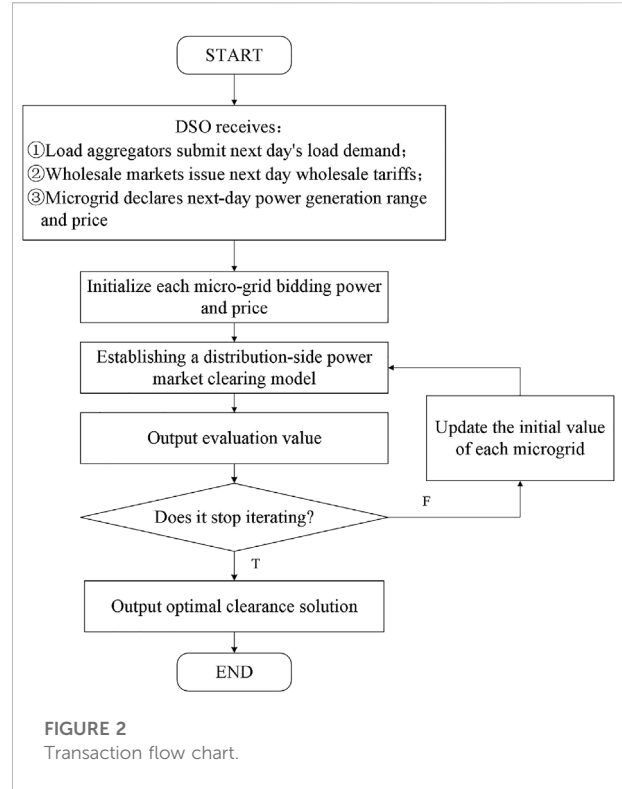 START
DSO receives:
①Load aggregators submit next day's load demand;
②Wholesale markets issue next day wholesale tariffs;
③Microgrid declares next-day power generation range
and price
Initialize each micro-grid bidding power
and price
Establishing a distribution-side power
market clearing model
Output evaluation value
Update the initial value
of each microgrid
Does it stop iterating?
F
T
Output optimal clearance solution
END
FIGURE 2
Transaction flow chart.